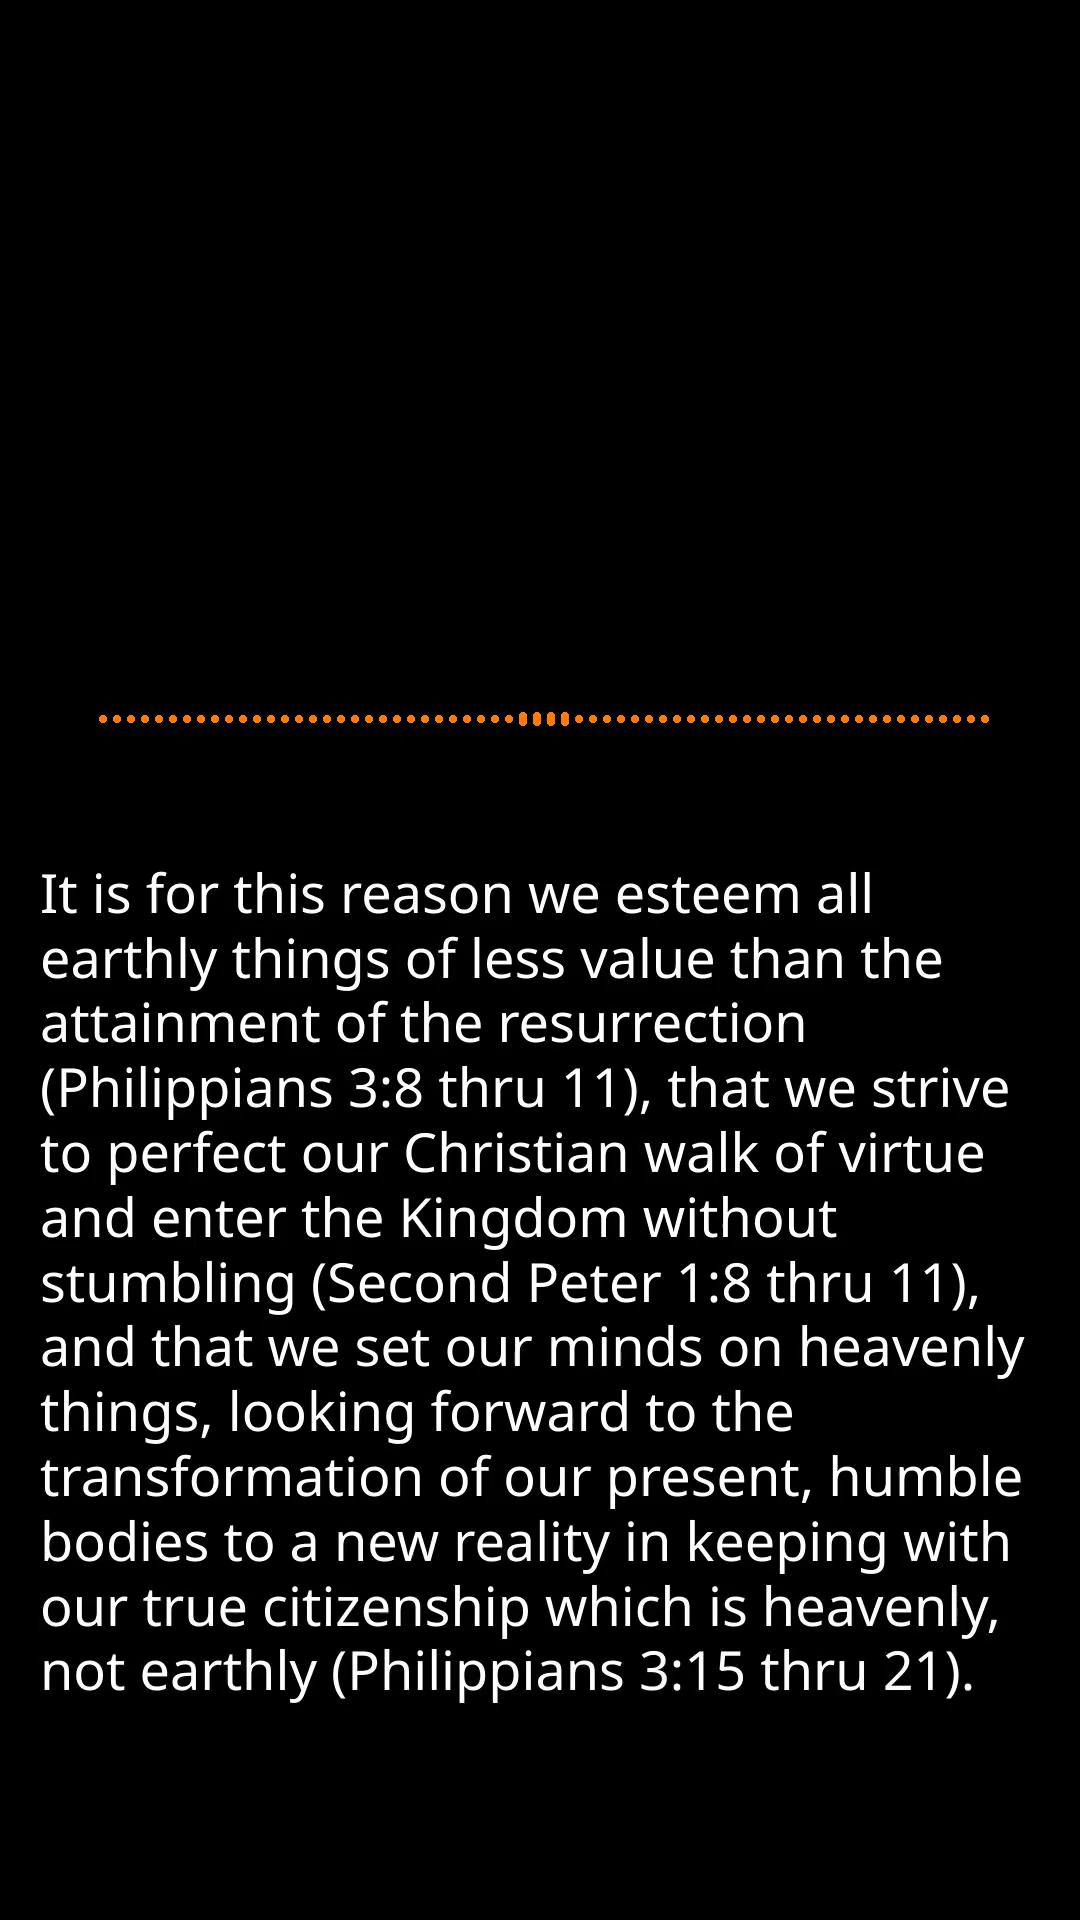 It is for this reason we esteem all
earthly things of less value than the
attainment of the resurrection
(Philippians 3:8 thru 11), that we strive
to perfect our Christian walk of virtue
and enter the Kingdom without
stumbling (Second Peter 1:8 thru 11),
and that we set our minds on heavenly
things, looking forward to the
transformation of our present, humble
bodies to a new reality in keeping with
our true citizenship which is heavenly,
not earthly (Philippians 3:15 thru 21).